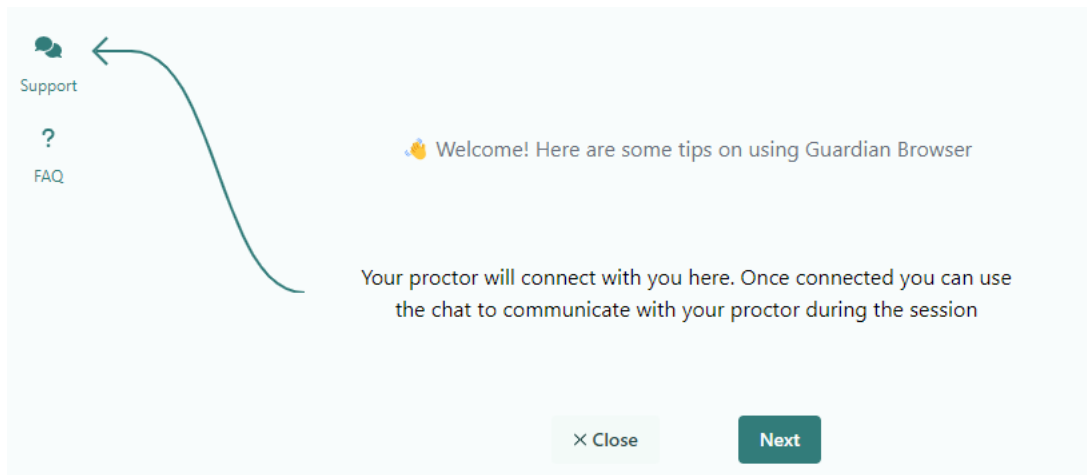 Support
?
FAQ
👋 Welcome! Here are some tips on using Guardian Browser
Your proctor will connect with you here. Once connected you can use
the chat to communicate with your proctor during the session
× Close
Next